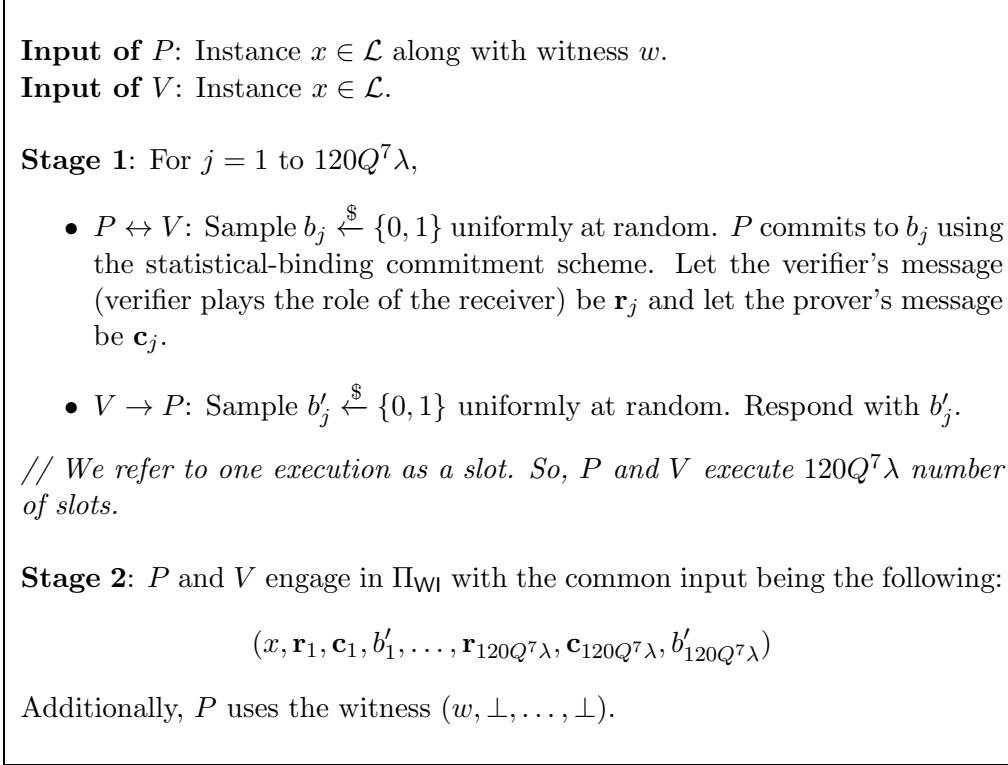 Input of P: Instance x ∈ ℒ along with witness w.
Input of V: Instance x ∈ ℒ.
Stage 1: For j = 1 to 120Q⁷λ,
• P ↔ V: Sample b_j ←$ {0, 1} uniformly at random. P commits to b_j using
the statistical-binding commitment scheme. Let the verifier's message
(verifier plays the role of the receiver) be r_j and let the prover's message
be c_j.
• V → P: Sample b′_j ←$ {0, 1} uniformly at random. Respond with b′_j.
// We refer to one execution as a slot. So, P and V execute 120Q⁷λ number
of slots.
Stage 2: P and V engage in Π_WI with the common input being the following:
(x, r₁, c₁, b′₁, . . . , r_{120Q⁷λ}, c_{120Q⁷λ}, b′_{120Q⁷λ})
Additionally, P uses the witness (w, ⊥, . . . , ⊥).